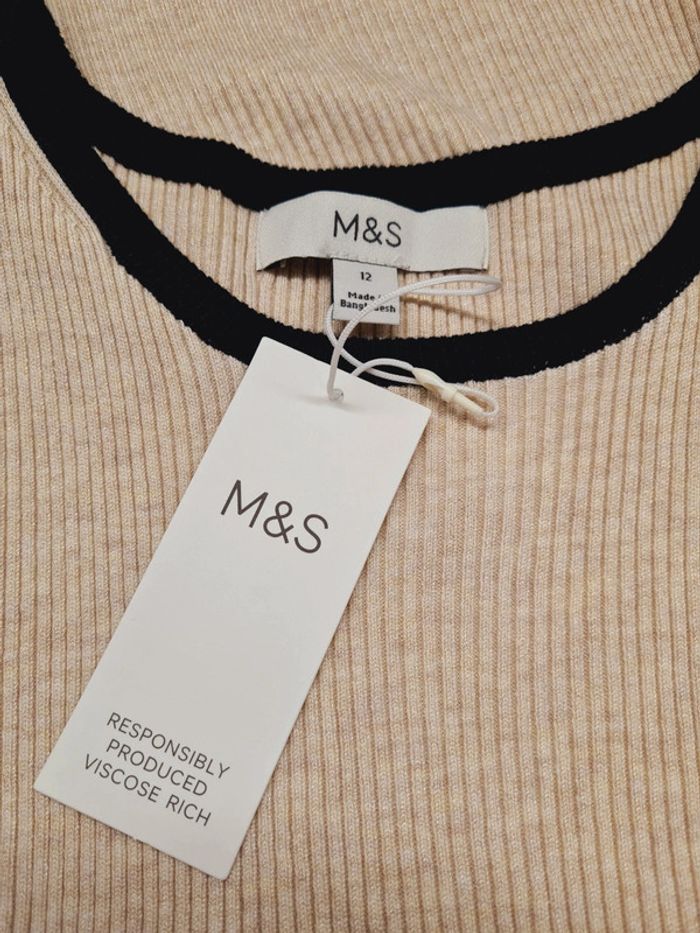 M&S
12
Made
M&S
RESPONSIBLY
PRODUCED
VISCOSE RICH